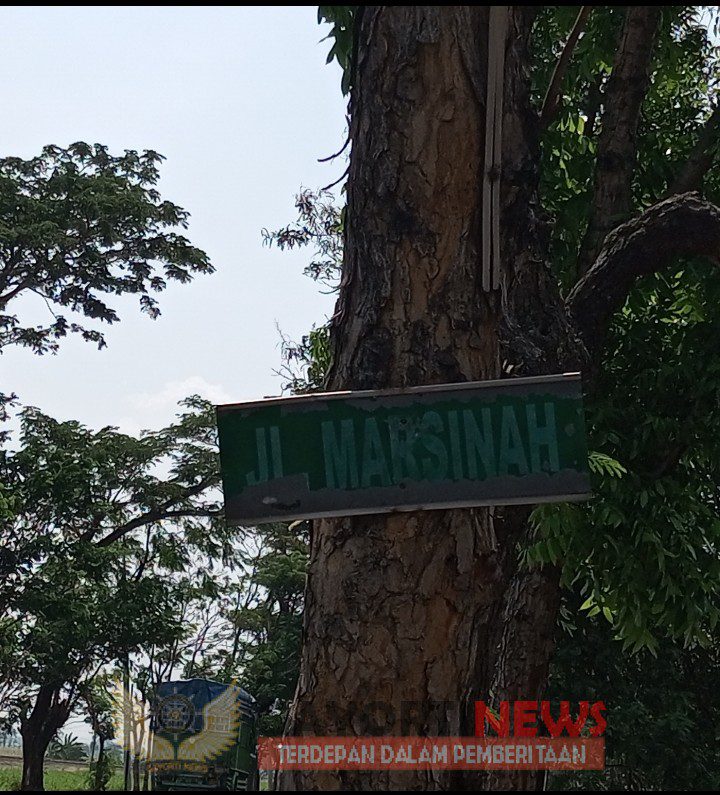 JL MARSINAH
NEWS
TERDEPAN DALAM PEMBERITAAN